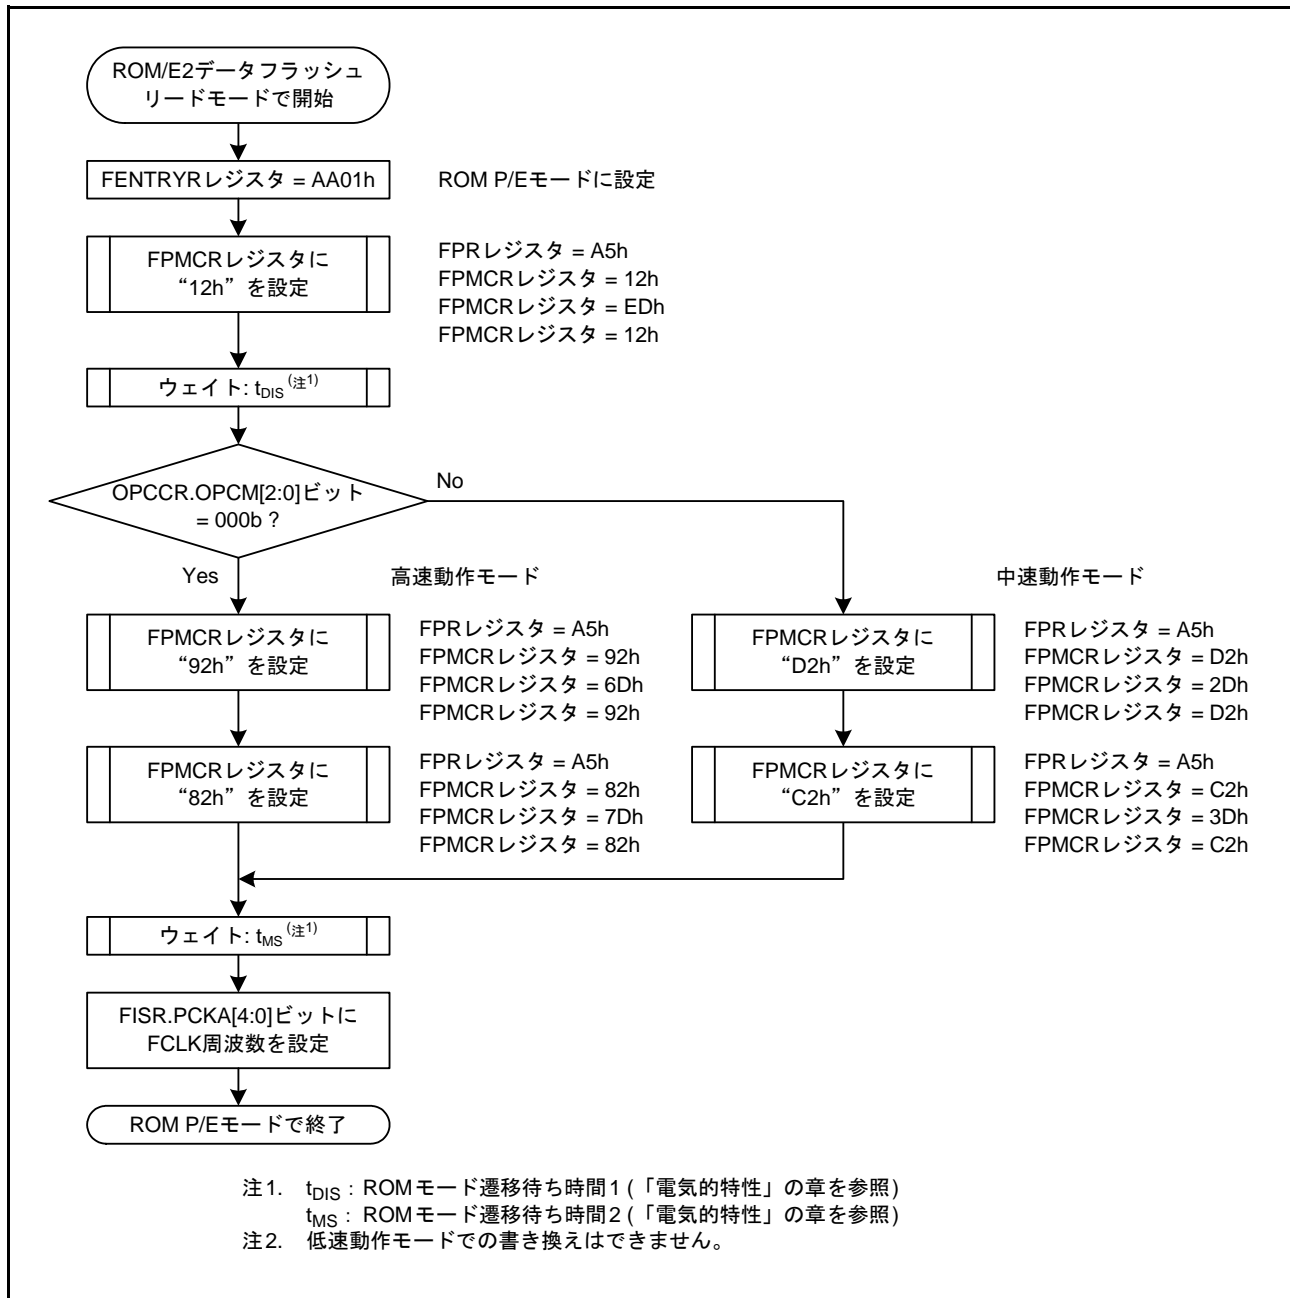 ROM/E2データフラッシュ
リードモードで開始
FENTRYRレジスタ = AA01h
ROM P/Eモードに設定
FPMCRレジスタに
“12h”を設定
FPRレジスタ = A5h
FPMCRレジスタ = 12h
FPMCRレジスタ = EDh
FPMCRレジスタ = 12h
ウェイト: tDIS(注1)
OPCCR.OPCM[2:0]ビット
= 000b ?
No
Yes
高速動作モード
中速動作モード
FPMCRレジスタに
“92h”を設定
FPRレジスタ = A5h
FPMCRレジスタ = 92h
FPMCRレジスタ = 6Dh
FPMCRレジスタ = 92h
FPMCRレジスタに
“D2h”を設定
FPRレジスタ = A5h
FPMCRレジスタ = D2h
FPMCRレジスタ = 2Dh
FPMCRレジスタ = D2h
FPMCRレジスタに
“82h”を設定
FPRレジスタ = A5h
FPMCRレジスタ = 82h
FPMCRレジスタ = 7Dh
FPMCRレジスタ = 82h
FPMCRレジスタに
“C2h”を設定
FPRレジスタ = A5h
FPMCRレジスタ = C2h
FPMCRレジスタ = 3Dh
FPMCRレジスタ = C2h
ウェイト: tMS(注1)
FISR.PCKA[4:0]ビットに
FCLK周波数を設定
ROM P/Eモードで終了
注1. tDIS : ROMモード遷移待ち時間1 (「電気的特性」の章を参照)
tMS : ROMモード遷移待ち時間2 (「電気的特性」の章を参照)
注2. 低速動作モードでの書き換えはできません。